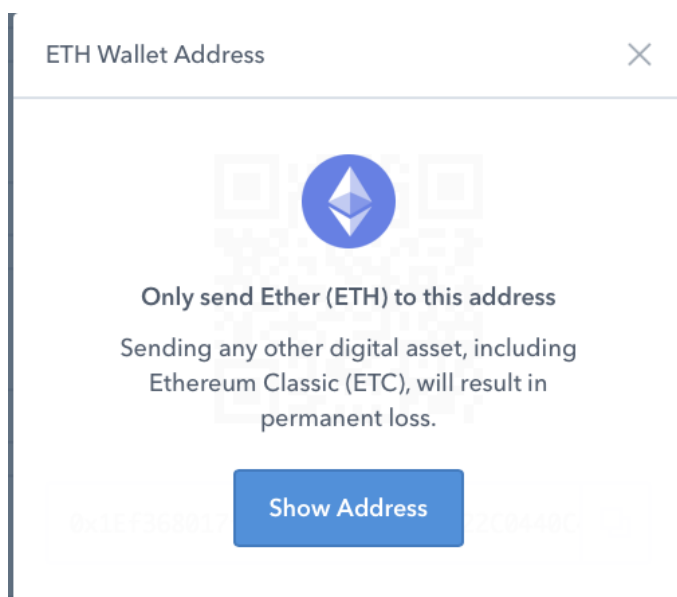 ETH Wallet Address
Only send Ether (ETH) to this address
Sending any other digital asset, including
Ethereum Classic (ETC), will result in
permanent loss.
Show Address